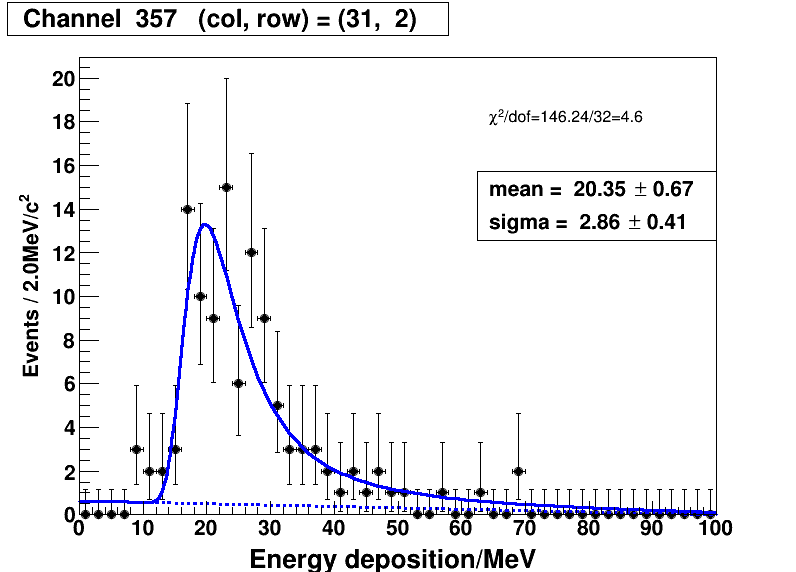 Channel 357 (col, row) = (31, 2)
χ²/dof=146.24/32=4.6
mean = 20.35 ± 0.67
sigma = 2.86 ± 0.41
Events / 2.0MeV/c²
20
18
16
14
12
10
8
6
4
2
0
0 10 20 30 40 50 60 70 80 90 100
Energy deposition/MeV